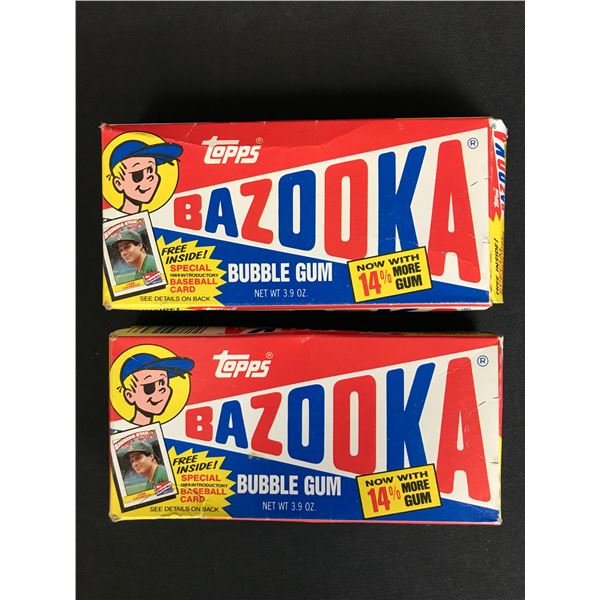 topps®
BAZOOKA®
FREE
INSIDE!
SPECIAL
1989 INTRODUCTORY
BASEBALL
CARD
SEE DETAILS ON BACK
BUBBLE GUM
NET WT 3.9 OZ.
NOW WITH
14% MORE
GUM
topps®
BAZOOKA®
FREE
INSIDE!
SPECIAL
1989 INTRODUCTORY
BASEBALL
CARD
SEE DETAILS ON BACK
BUBBLE GUM
NET WT 3.9 OZ.
NOW WITH
14% MORE
GUM